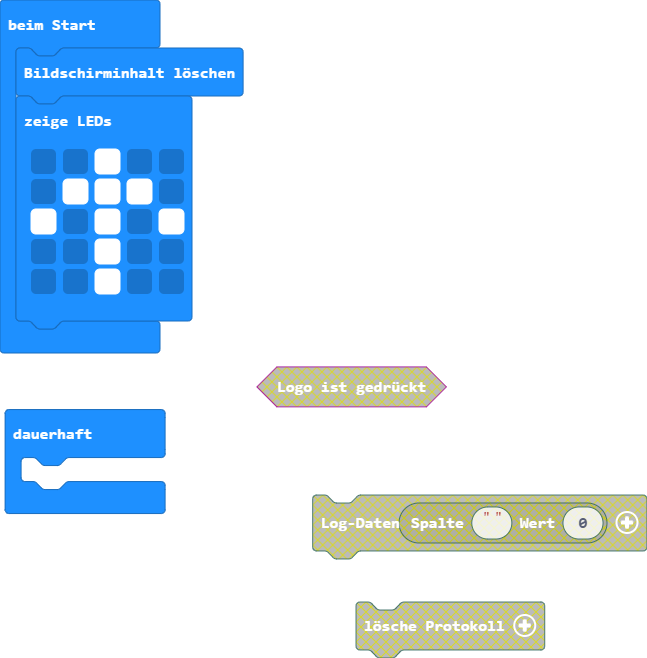 beim Start
Bildschirminhalt löschen
zeige LEDs
Logo ist gedrückt
dauerhaft
Log-Daten Spalte " " Wert 0
lösche Protokoll